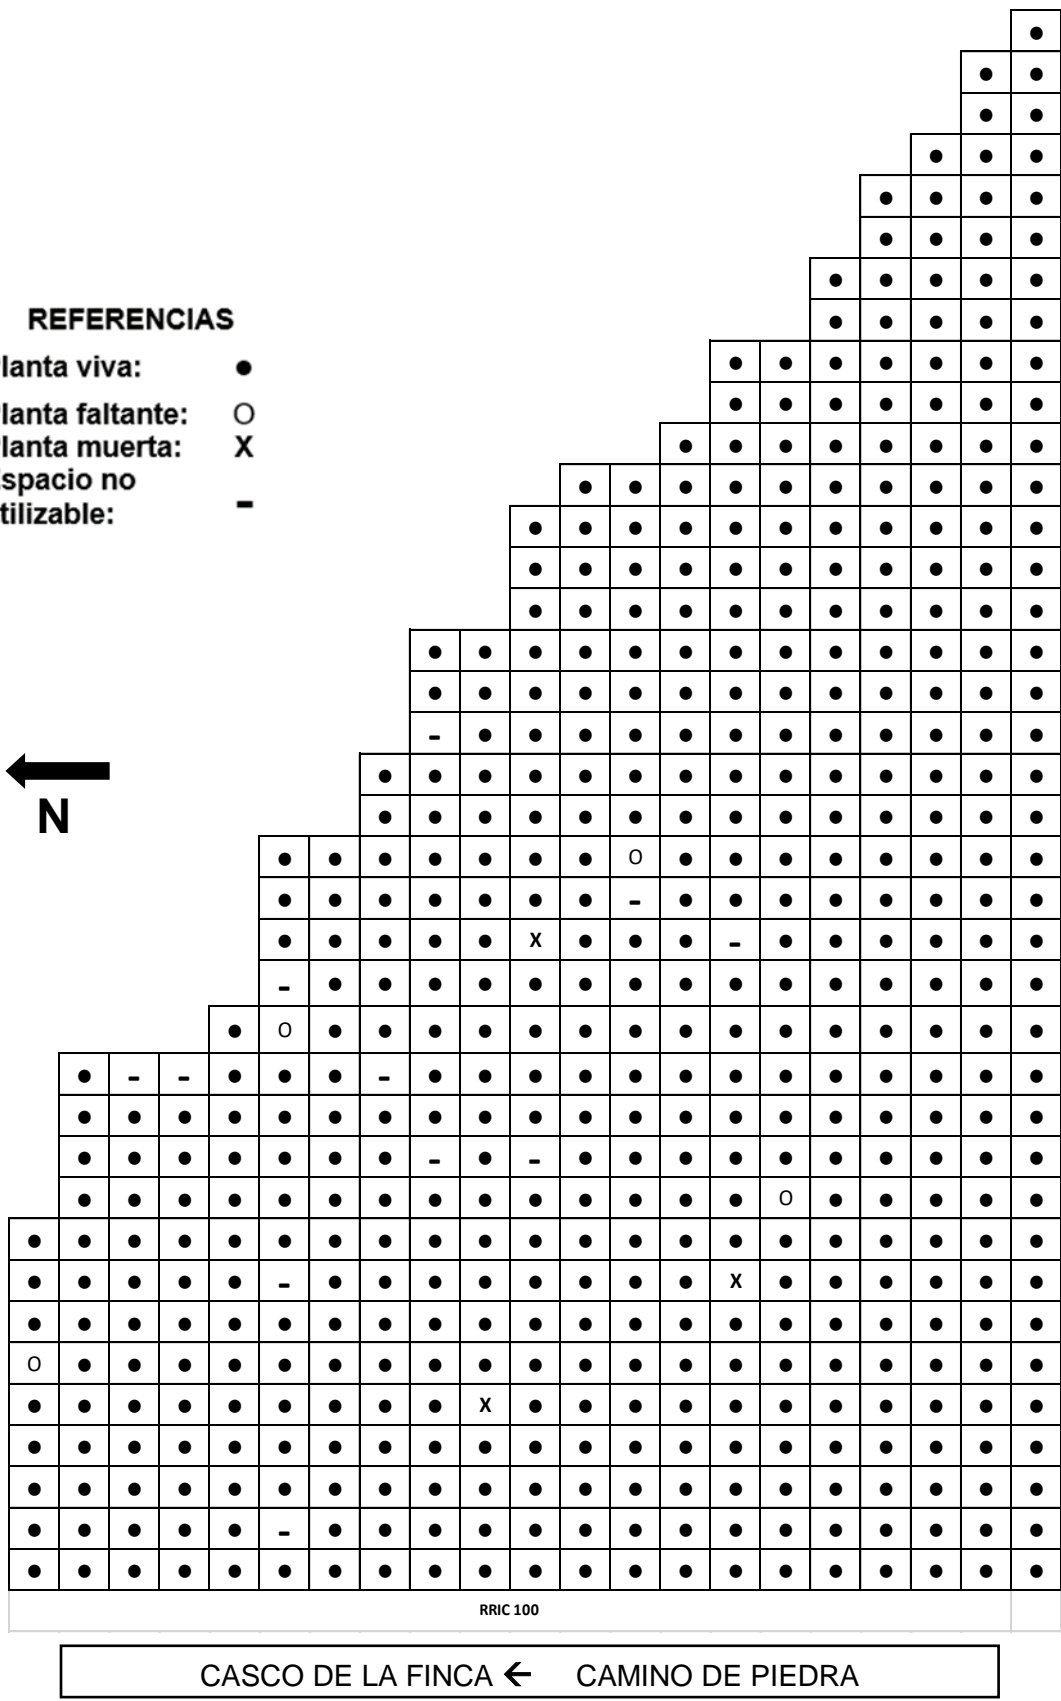 REFERENCIAS
lanta viva: ●
lanta faltante: O
lanta muerta: X
spacio no
tilizable: -
N
O
-
X -
-
O
- - -
- -
O
- X
O
X
-
RRIC 100
CASCO DE LA FINCA ← CAMINO DE PIEDRA